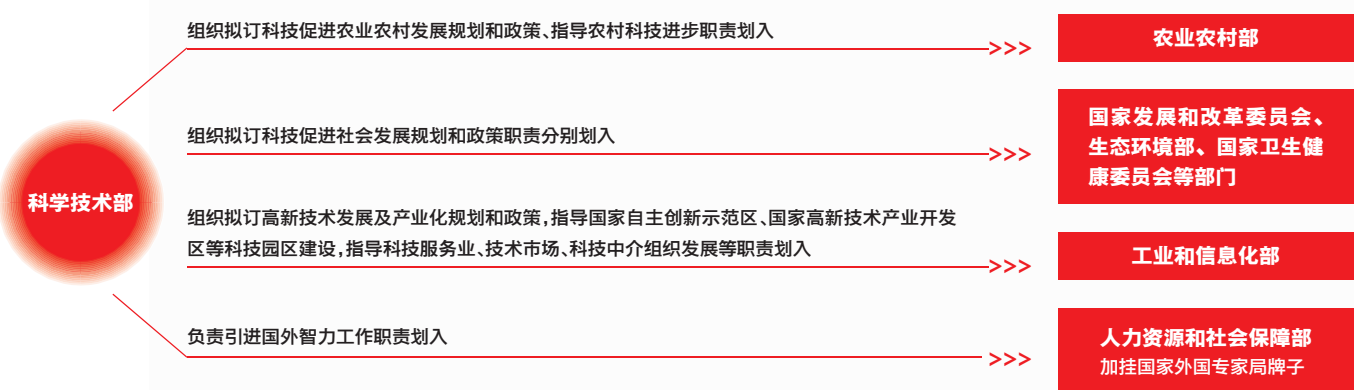 组织拟订科技促进农业农村发展规划和政策、指导农村科技进步职责划入
农业农村部
组织拟订科技促进社会发展规划和政策职责分别划入
国家发展和改革委员会、
生态环境部、国家卫生健
康委员会等部门
科学技术部
组织拟订高新技术发展及产业化规划和政策,指导国家自主创新示范区、国家高新技术产业开发
区等科技园区建设,指导科技服务业、技术市场、科技中介组织发展等职责划入
工业和信息化部
负责引进国外智力工作职责划入
人力资源和社会保障部
加挂国家外国专家局牌子